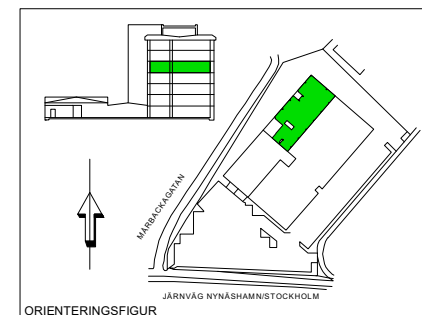 MÅRBACKAGATAN
JÄRNVÄG NYNÄSHAMN/STOCKHOLM
ORIENTERINGSFIGUR